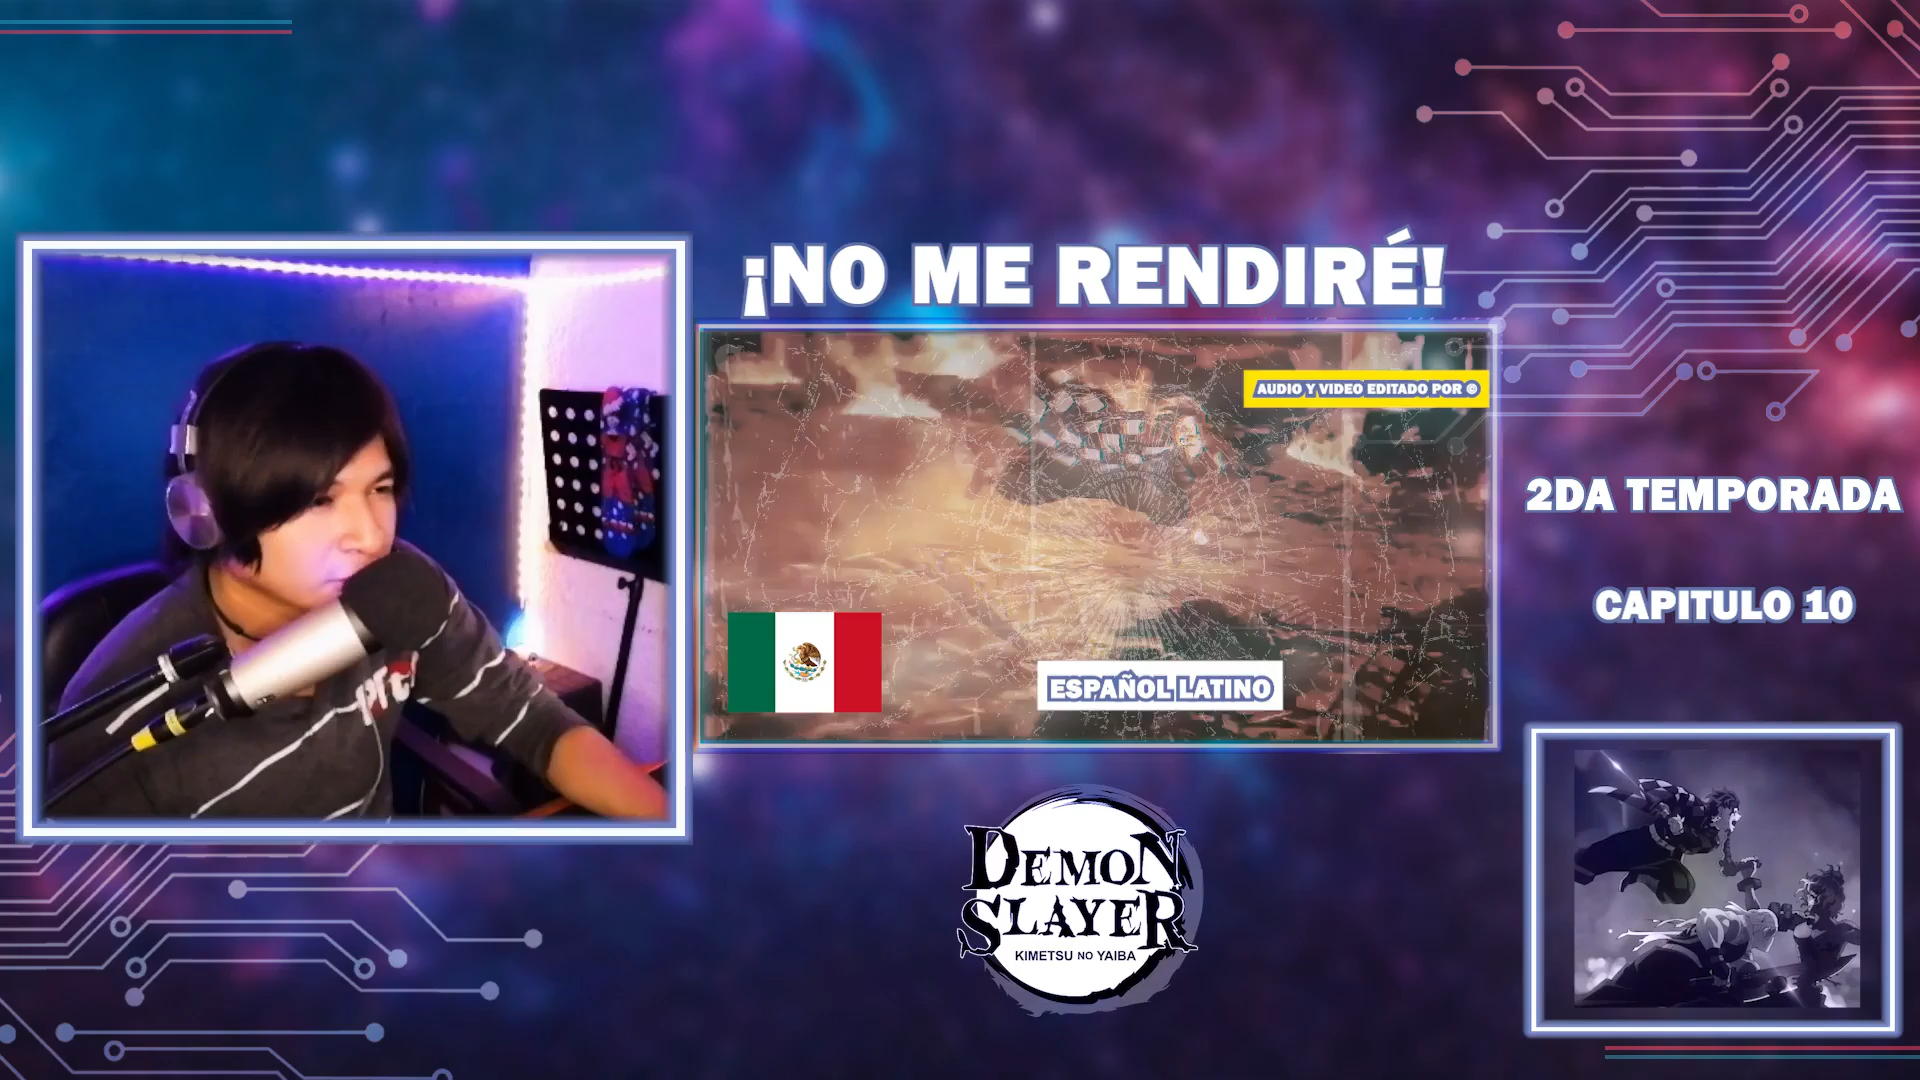 ¡NO ME RENDIRÉ!
AUDIO Y VIDEO EDITADO POR ©
ESPAÑOL LATINO
2DA TEMPORADA
CAPITULO 10
DEMON
SLAYER
KIMETSU NO YAIBA